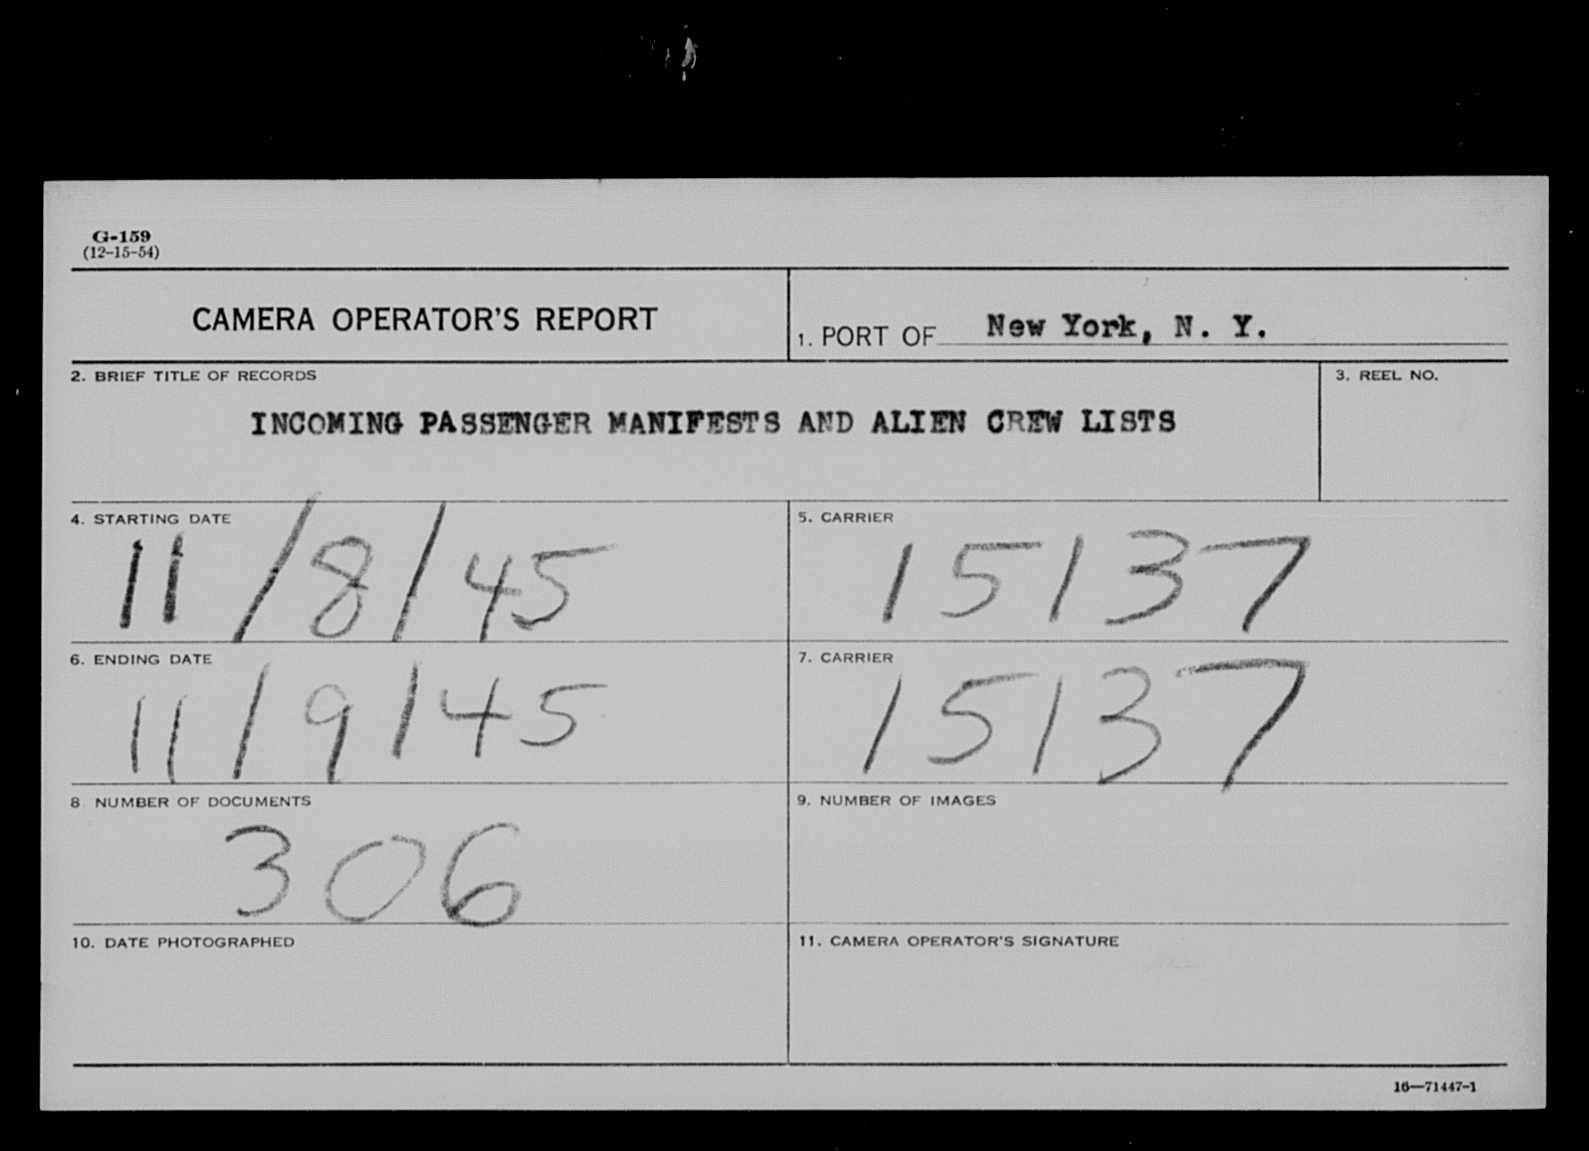 G-159
(12-15-54)
CAMERA OPERATOR'S REPORT
1. PORT OF New York, N. Y.
2. BRIEF TITLE OF RECORDS
3. REEL NO.
INCOMING PASSENGER MANIFESTS AND ALIEN CREW LISTS
4. STARTING DATE
11/8/45
5. CARRIER
15137
6. ENDING DATE
11/9/45
7. CARRIER
15137
8 NUMBER OF DOCUMENTS
306
9. NUMBER OF IMAGES
10. DATE PHOTOGRAPHED
11. CAMERA OPERATOR'S SIGNATURE
16—71447-1